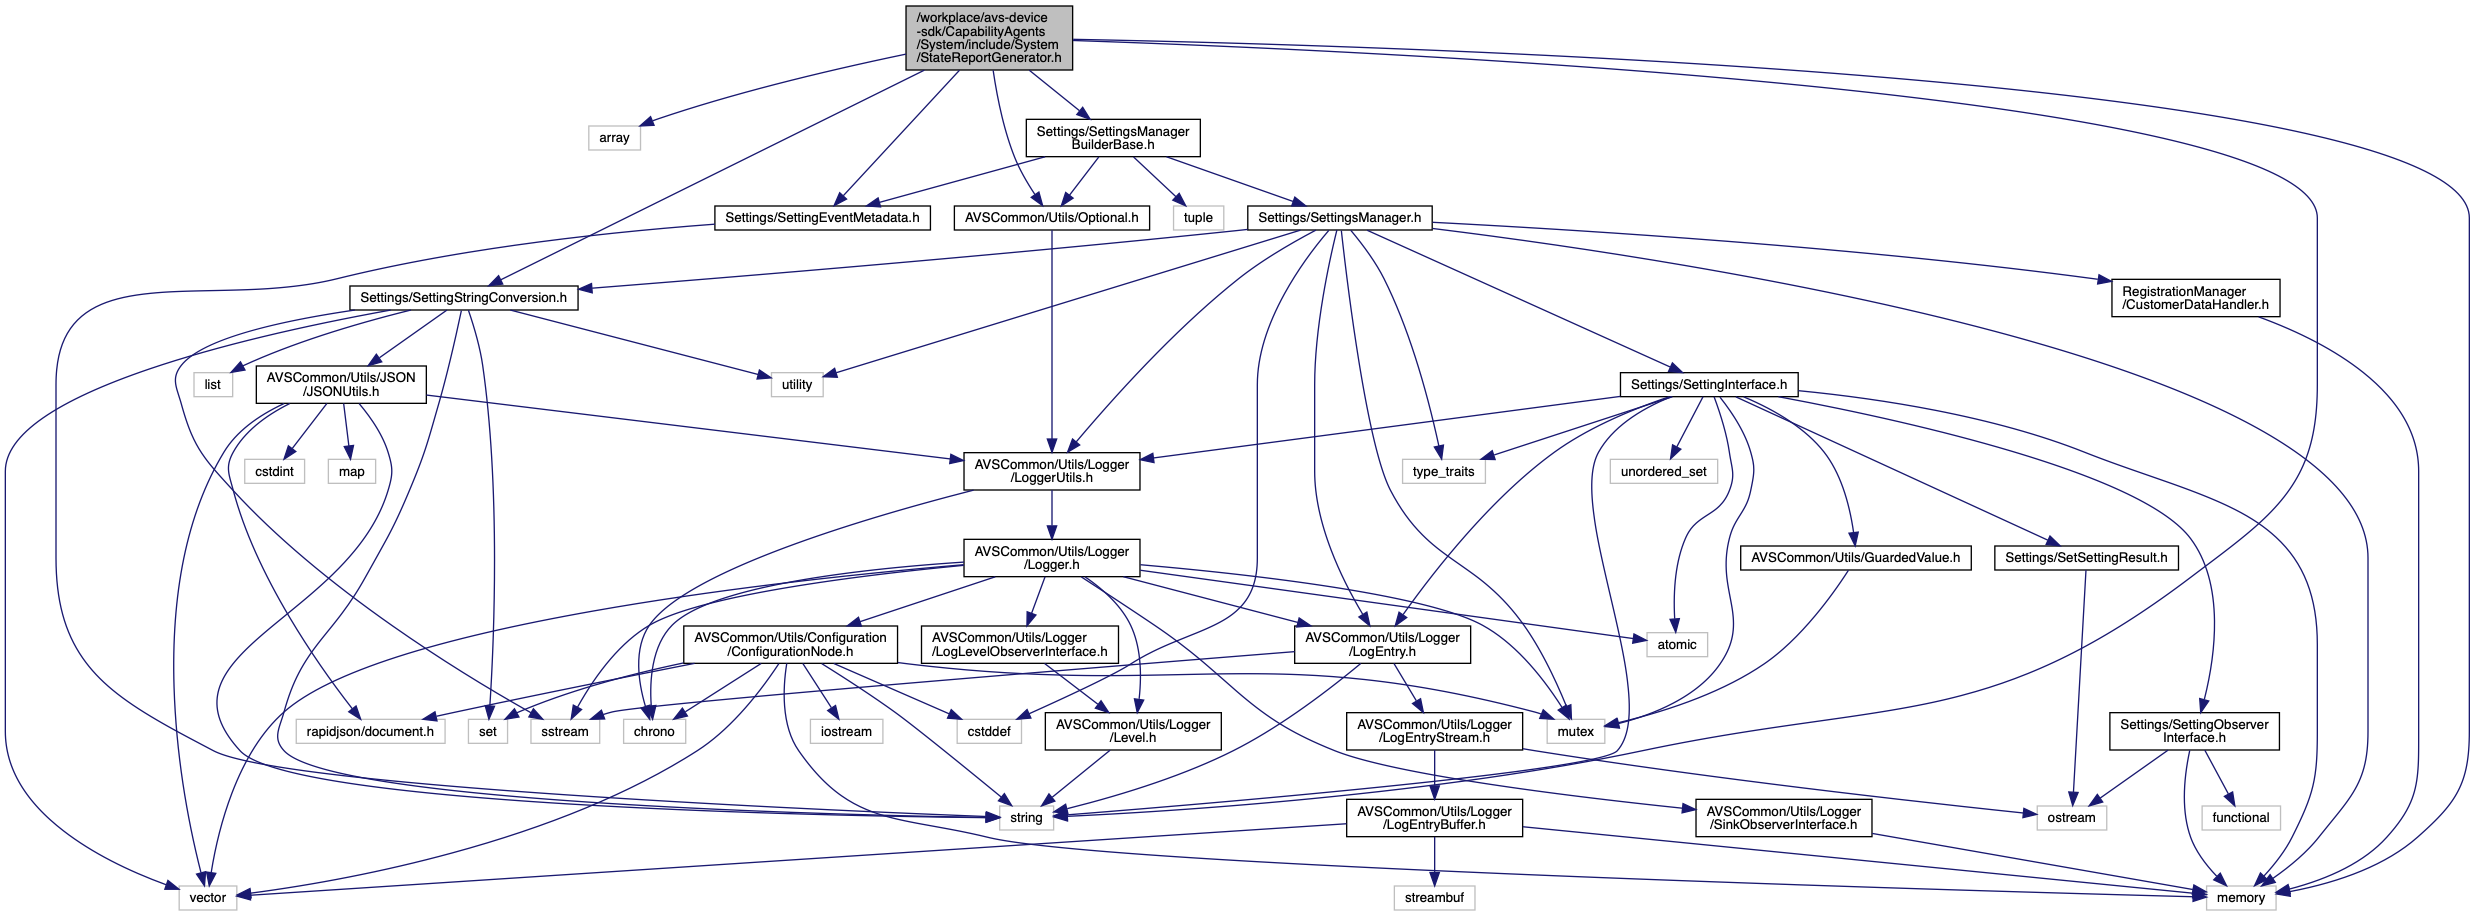 /workplace/avs-device
-sdk/CapabilityAgents
/System/include/System
/StateReportGenerator.h
array
Settings/SettingsManager
BuilderBase.h
Settings/SettingEventMetadata.h
AVSCommon/Utils/Optional.h
tuple
Settings/SettingsManager.h
Settings/SettingStringConversion.h
RegistrationManager
/CustomerDataHandler.h
list
AVSCommon/Utils/JSON
/JSONUtils.h
utility
Settings/SettingInterface.h
cstdint
map
AVSCommon/Utils/Logger
/LoggerUtils.h
type_traits
unordered_set
AVSCommon/Utils/Logger
/Logger.h
AVSCommon/Utils/GuardedValue.h
Settings/SetSettingResult.h
AVSCommon/Utils/Configuration
/ConfigurationNode.h
AVSCommon/Utils/Logger
/LogLevelObserverInterface.h
AVSCommon/Utils/Logger
/LogEntry.h
atomic
rapidjson/document.h
set
sstream
chrono
iostream
cstddef
AVSCommon/Utils/Logger
/Level.h
AVSCommon/Utils/Logger
/LogEntryStream.h
mutex
Settings/SettingObserver
Interface.h
string
AVSCommon/Utils/Logger
/LogEntryBuffer.h
AVSCommon/Utils/Logger
/SinkObserverInterface.h
ostream
functional
vector
streambuf
memory